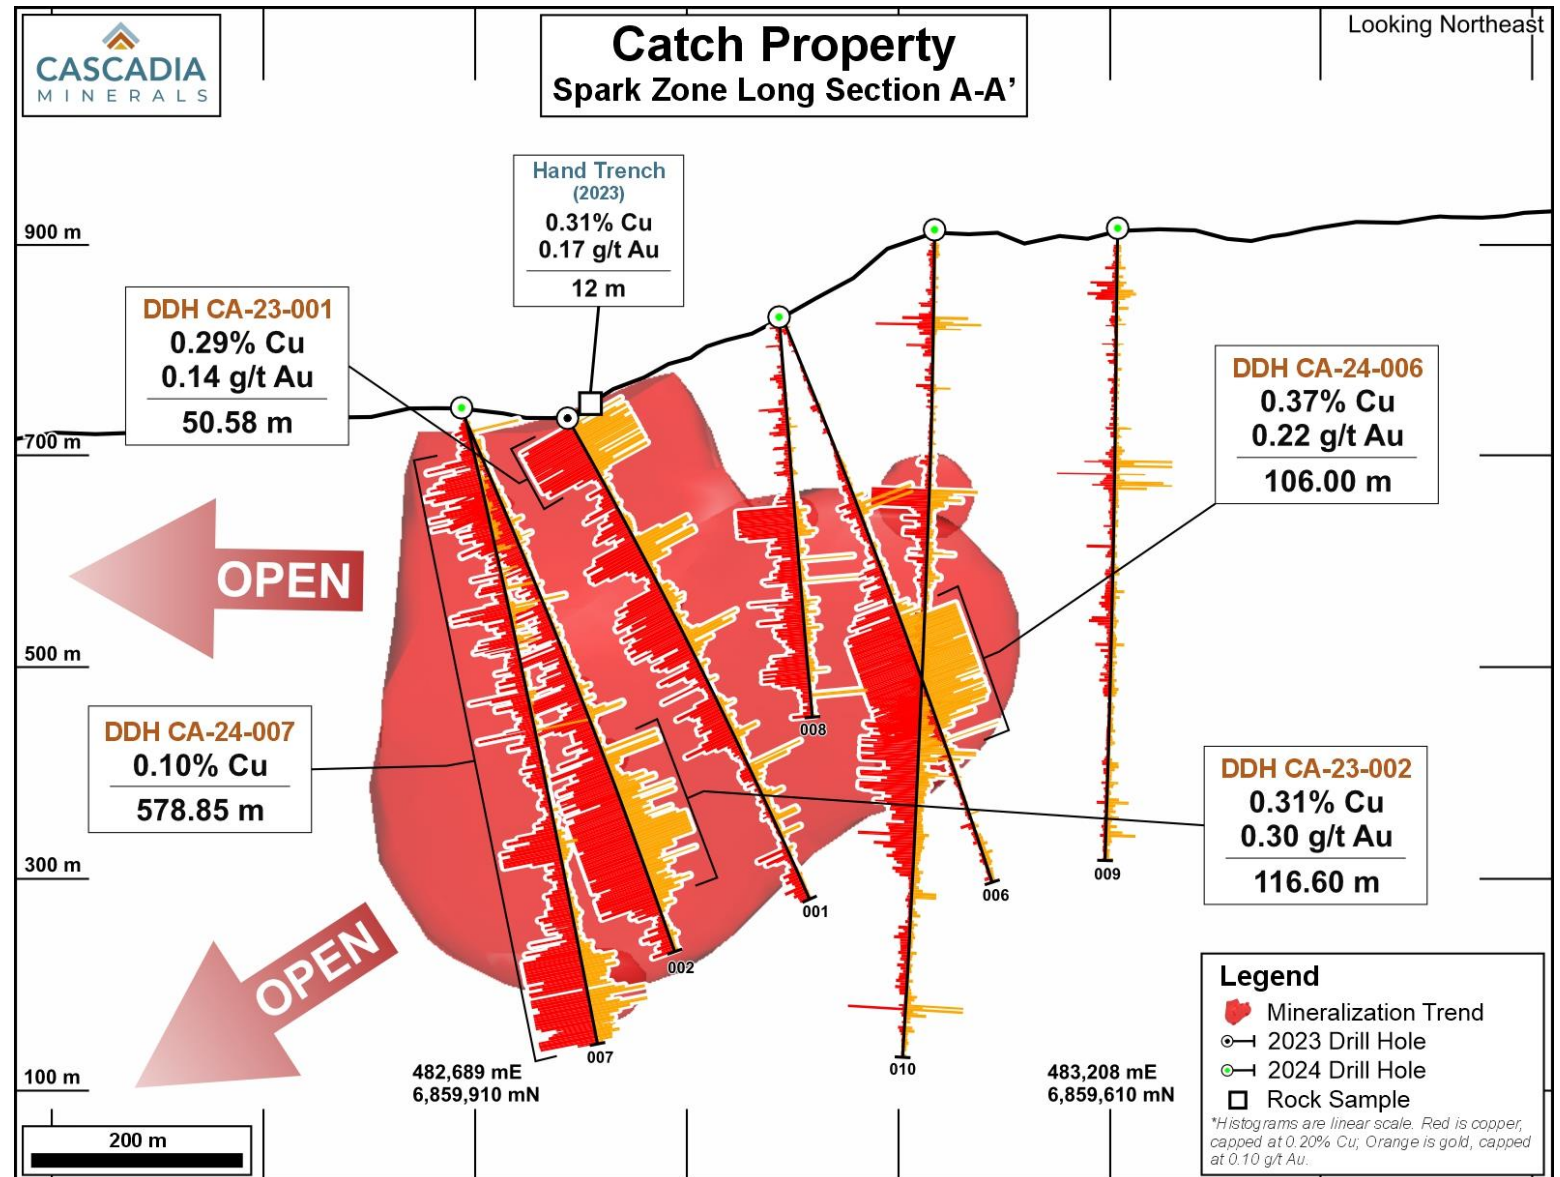 CASCADIA
MINERALS
Catch Property
Spark Zone Long Section A-A’
Looking Northeast
Hand Trench
(2023)
0.31% Cu
0.17 g/t Au
12 m
900 m
DDH CA-23-001
0.29% Cu
0.14 g/t Au
50.58 m
700 m
DDH CA-24-006
0.37% Cu
0.22 g/t Au
106.00 m
OPEN
500 m
DDH CA-24-007
0.10% Cu
578.85 m
008
DDH CA-23-002
0.31% Cu
0.30 g/t Au
116.60 m
300 m
009
006
001
002
OPEN
007
010
100 m
482,689 mE
6,859,910 mN
483,208 mE
6,859,610 mN
200 m
Legend
Mineralization Trend
2023 Drill Hole
2024 Drill Hole
Rock Sample
*Histograms are linear scale. Red is copper,
capped at 0.20% Cu; Orange is gold, capped
at 0.10 g/t Au.